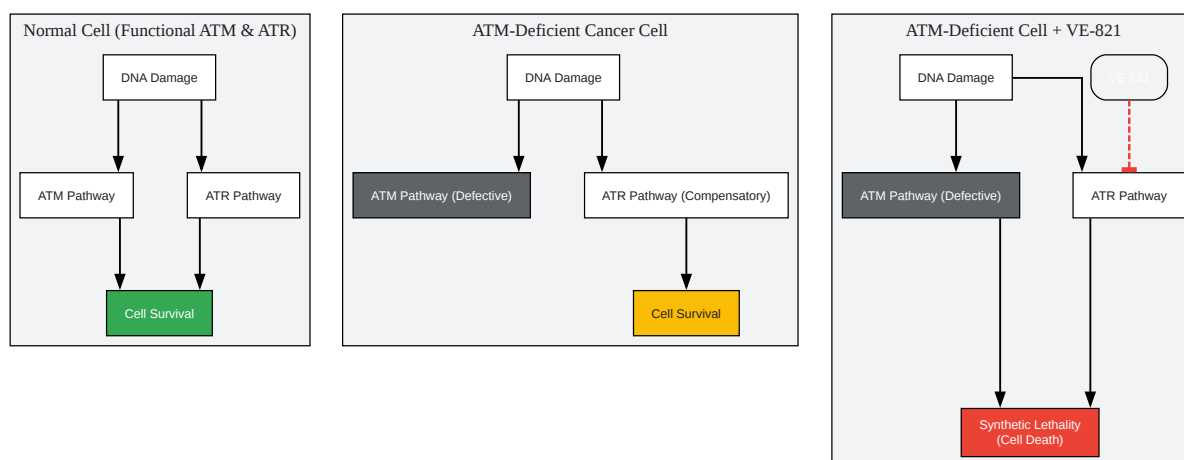 Normal Cell (Functional ATM & ATR)
DNA Damage
ATM Pathway
ATR Pathway
Cell Survival
ATM-Deficient Cancer Cell
DNA Damage
ATM Pathway (Defective)
ATR Pathway (Compensatory)
Cell Survival
ATM-Deficient Cell + VE-821
DNA Damage
VE-821
ATM Pathway (Defective)
ATR Pathway
Synthetic Lethality
(Cell Death)